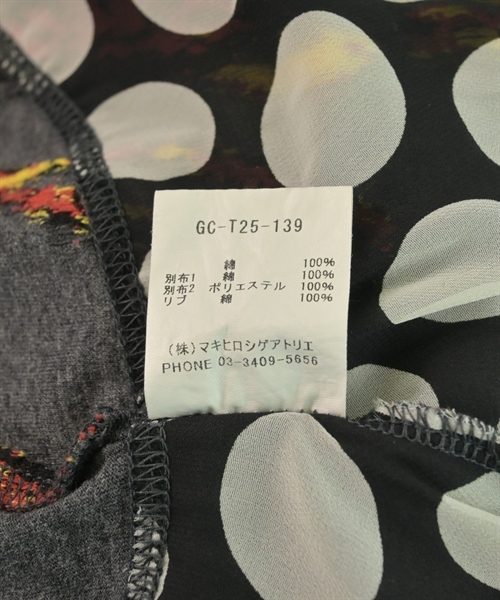 GC-T25-139
綿 100%
別布1 綿 100%
別布2 ポリエステル 100%
リブ 綿 100%
(株)マキヒロシゲアトリエ
PHONE 03-3409-5656